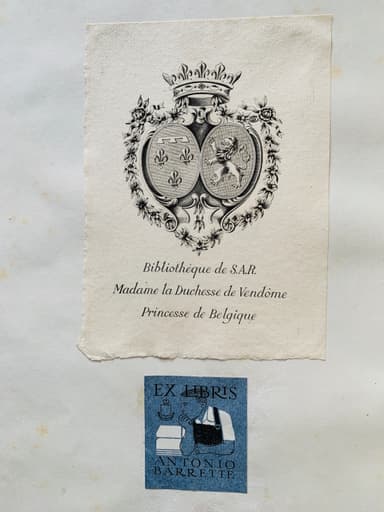 Bibliothèque de S.A.R.
Madame la Duchesse de Vendôme
Princesse de Belgique
EX LIBRIS
ANTONIO
BARRETTE